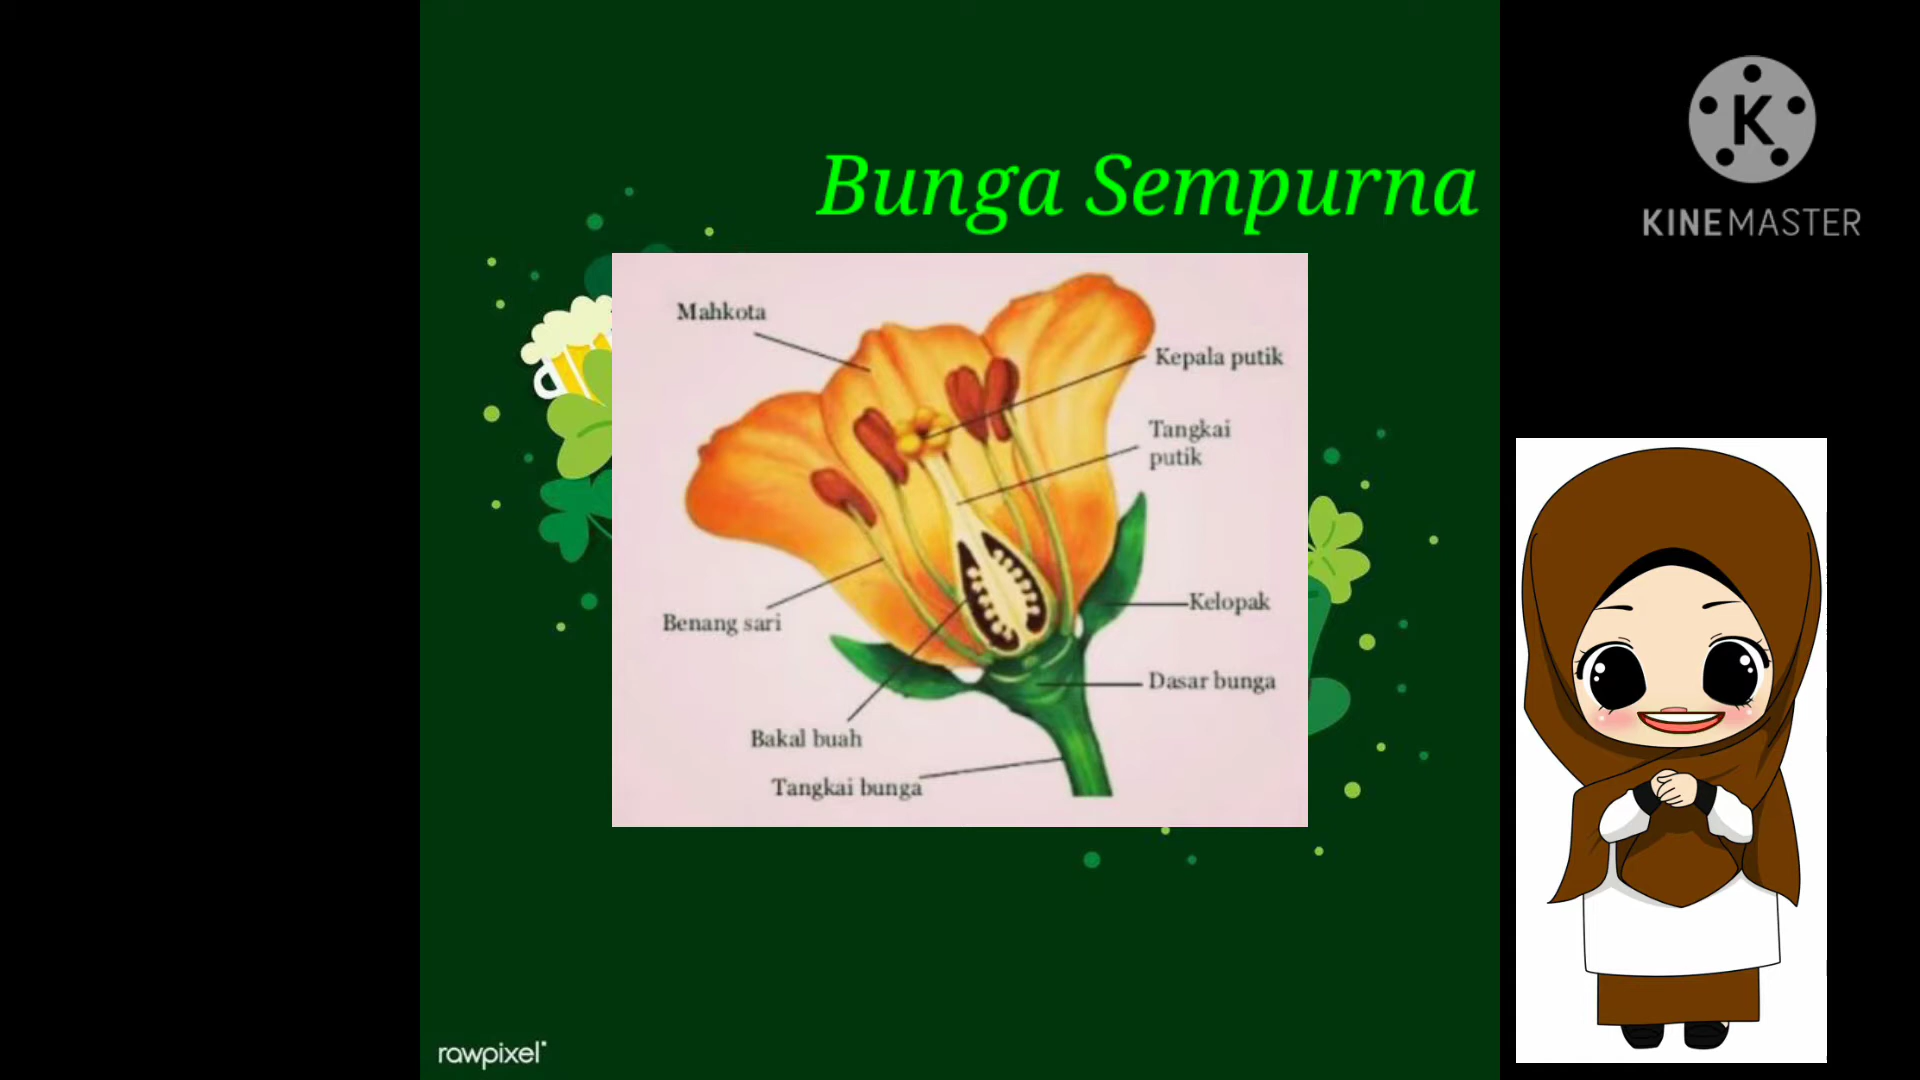 Bunga Sempurna
K
KINEMASTER
Mahkota
Kepala putik
Tangkai
putik
Benang sari
Kelopak
Dasar bunga
Bakal buah
Tangkai bunga
rawpixel